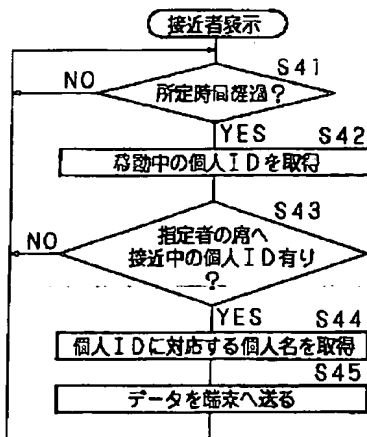 接近者表示
S41
NO
所定時間経過?
YES
S42
移動中の個人IDを取得
S43
NO
指定者の席へ
接近中の個人ID有り
?
YES
S44
個人IDに対応する個人名を取得
S45
データを端末へ送る